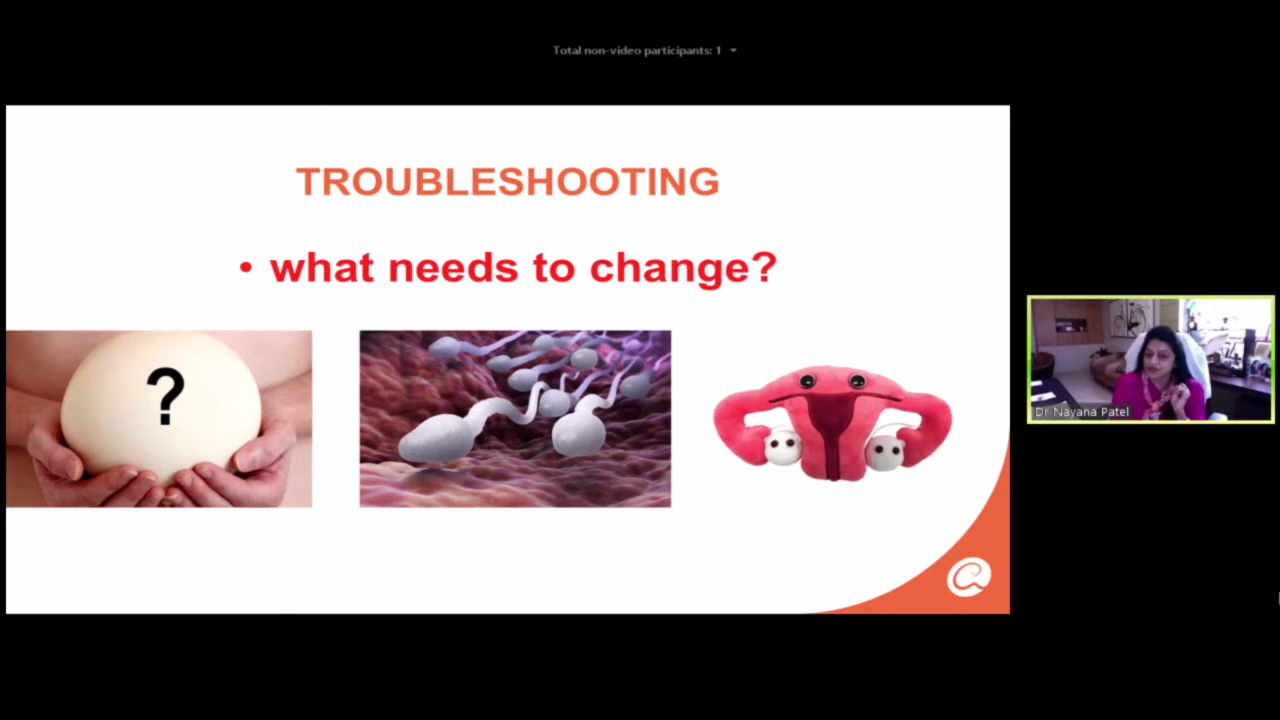 Total non-video participants: 1
TROUBLESHOOTING
• what needs to change?
?
Dr Nayana Patel